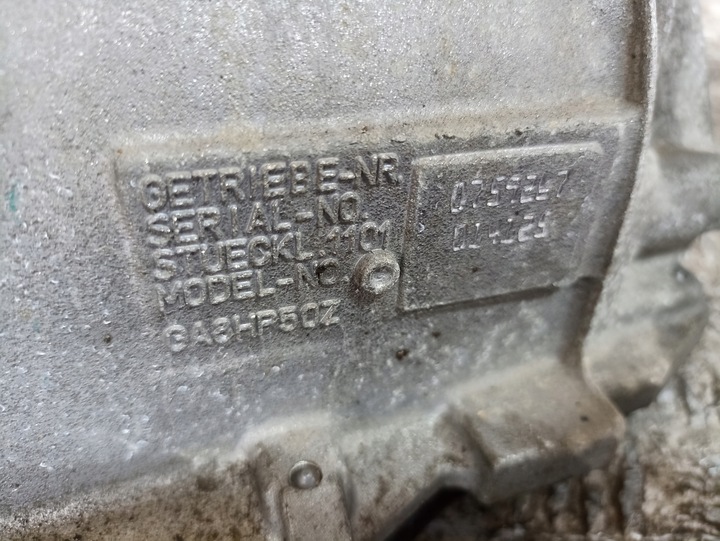 GETRIEBE-NR.
SERIAL-NO.
STUECKL.1101
MODEL-NO.
GA8HP50Z